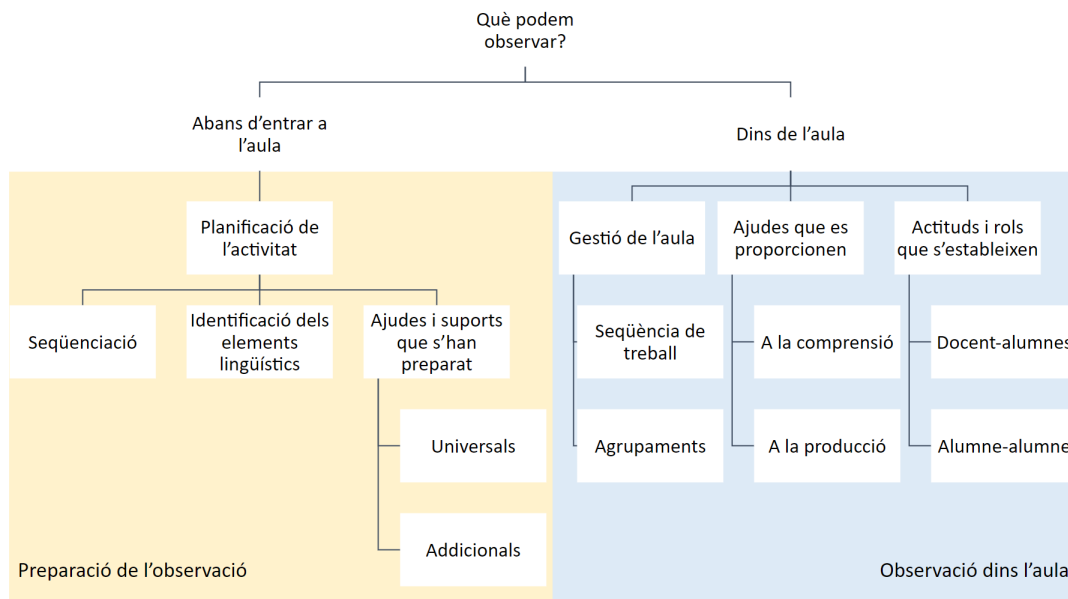 Què podem
observar?
Abans d'entrar a
l'aula
Dins de l'aula
Planificació de
l'activitat
Gestió de l'aula
Ajudes que es
proporcionen
Actituds i rols
que s'estableixen
Seqüenciació
Identificació dels
elements
lingüístics
Ajudes i suports
que s'han
preparat
Seqüència de
treball
A la comprensió
Docent-alumnes
Universals
Agrupaments
A la producció
Alumne-alumne
Addicionals
Preparació de l'observació
Observació dins l'aula